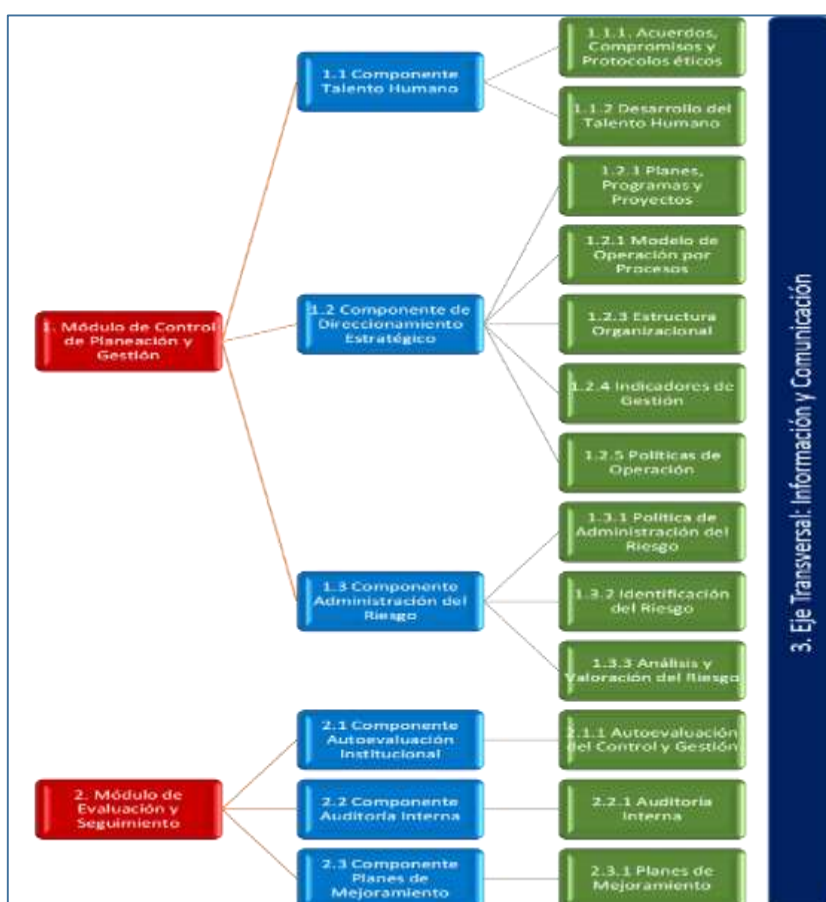 1.1.1. Acuerdos,
Compromisos y
Protocolos éticos
1.1 Componente
Talento Humano
1.1.2 Desarrollo del
Talento Humano
1.2.1 Planes,
Programas y
Proyectos
1.2.1 Modelo de
Operación por
Procesos
1. Módulo de Control
de Planeación y
Gestión
1.2 Componente de
Direccionamiento
Estratégico
1.2.3 Estructura
Organizacional
1.2.4 Indicadores de
Gestión
1.2.5 Políticas de
Operación
1.3.1 Política de
Administración del
Riesgo
1.3 Componente
Administración del
Riesgo
1.3.2 Identificación
del Riesgo
1.3.3 Análisis y
Valoración del Riesgo
2.1 Componente
Autoevaluación
Institucional
2.1.1 Autoevaluación
del Control y Gestión
2. Módulo de
Evaluación y
Seguimiento
2.2 Componente
Auditoría Interna
2.2.1 Auditoría
Interna
2.3 Componente
Planes de
Mejoramiento
2.3.1 Planes de
Mejoramiento
3. Eje Transversal: Información y Comunicación